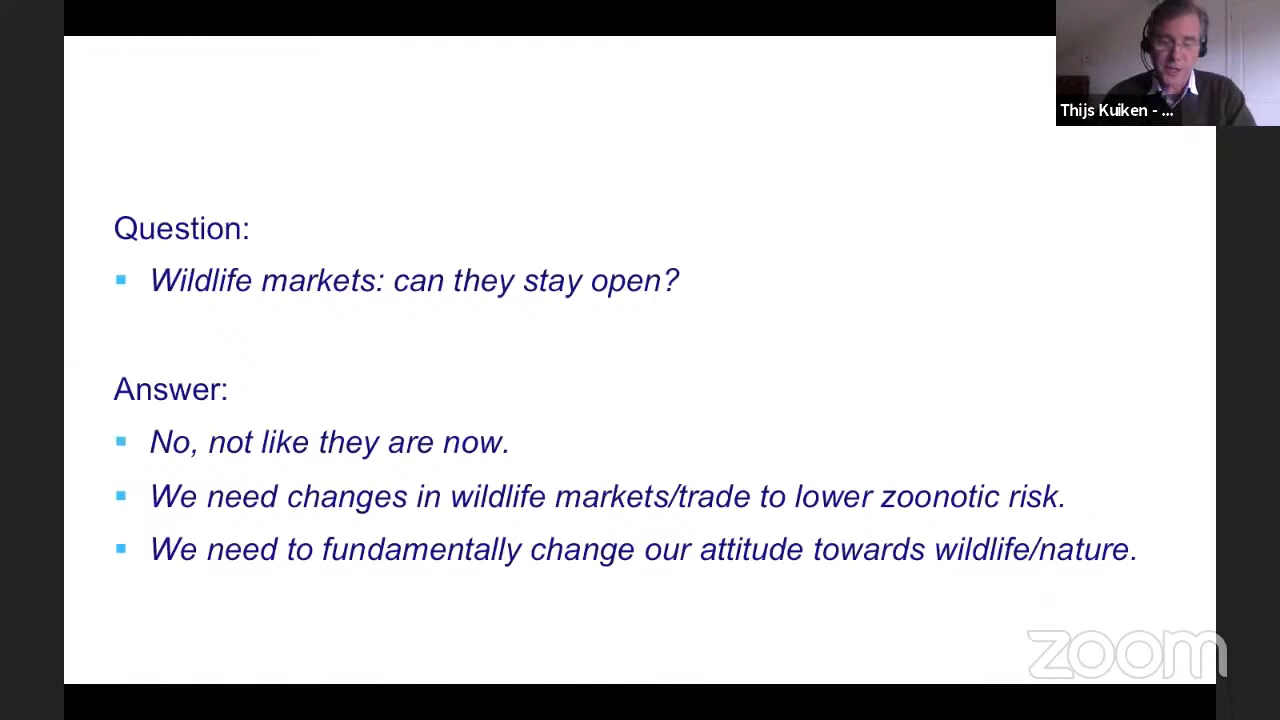 Thijs Kuiken - ...
Question:
Wildlife markets: can they stay open?
Answer:
No, not like they are now.
We need changes in wildlife markets/trade to lower zoonotic risk.
We need to fundamentally change our attitude towards wildlife/nature.
zoom